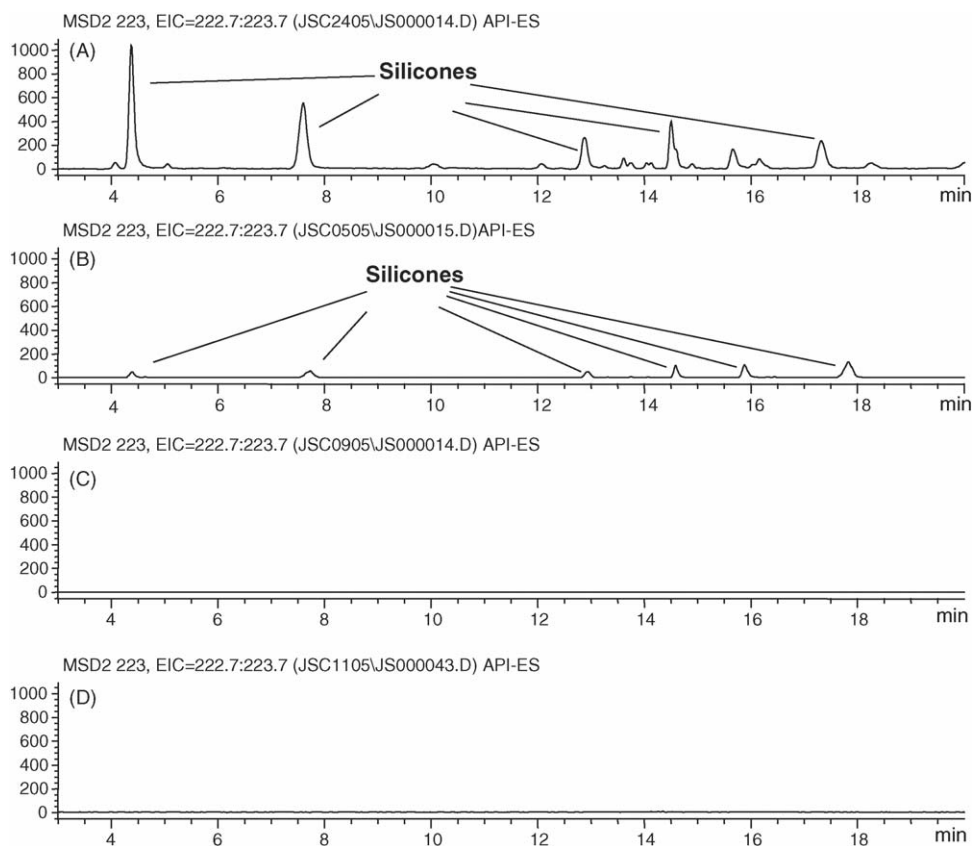 MSD2 223, EIC=222.7:223.7 (JSC2405\JS000014.D) API-ES
(A)
Silicones
1000
800
600
400
200
0
4 6 8 10 12 14 16 18 min
MSD2 223, EIC=222.7:223.7 (JSC0505\JS000015.D)API-ES
(B)
Silicones
1000
800
600
400
200
0
4 6 8 10 12 14 16 18 min
MSD2 223, EIC=222.7:223.7 (JSC0905\JS000014.D) API-ES
(C)
1000
800
600
400
200
0
4 6 8 10 12 14 16 18 min
MSD2 223, EIC=222.7:223.7 (JSC1105\JS000043.D) API-ES
(D)
1000
800
600
400
200
0
4 6 8 10 12 14 16 18 min